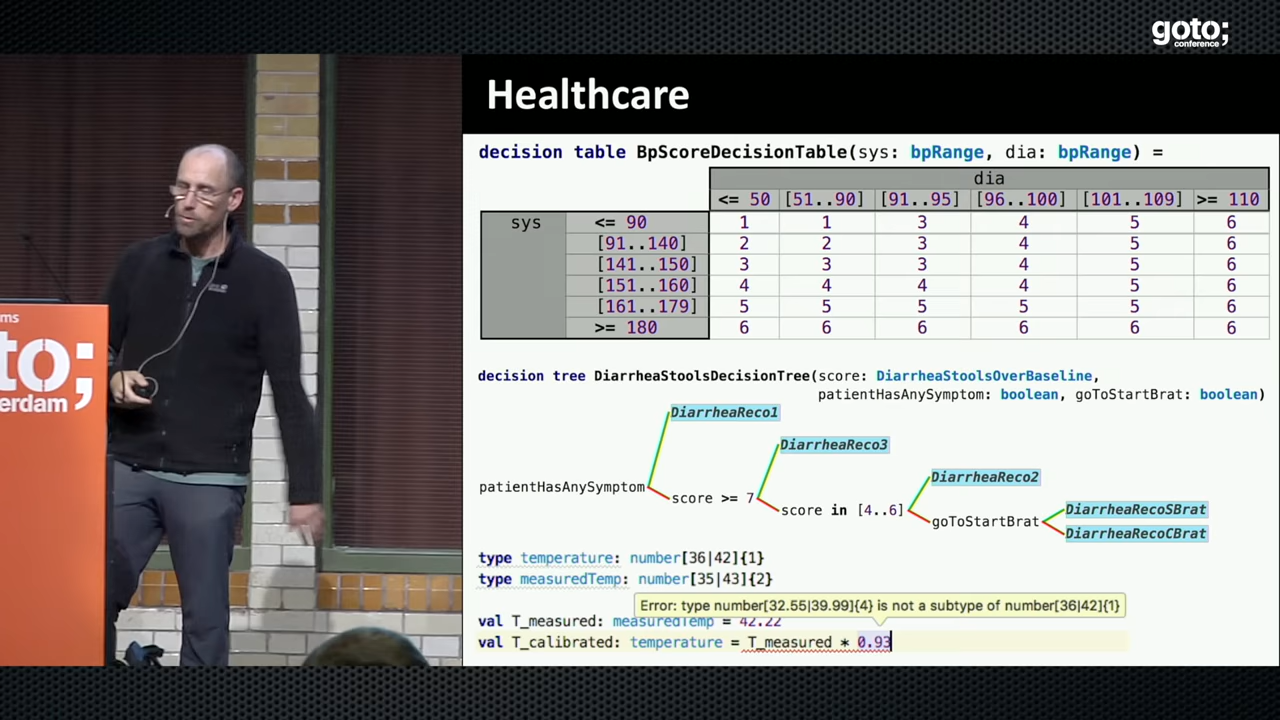 goto;
conference
Healthcare
decision table BpScoreDecisionTable(sys: bpRange, dia: bpRange) =
dia
<= 50 [51..90] [91..95] [96..100] [101..109] >= 110
sys <= 90 1 1 3 4 5 6
[91..140] 2 2 3 4 5 6
[141..150] 3 3 3 4 5 6
[151..160] 4 4 4 4 5 6
[161..179] 5 5 5 5 5 6
>= 180 6 6 6 6 6 6
decision tree DiarrheaStoolsDecisionTree(score: DiarrheaStoolsOverBaseline,
patientHasAnySymptom: boolean, goToStartBrat: boolean)
DiarrheaReco1
DiarrheaReco3
DiarrheaReco2
patientHasAnySymptom
score >= 7
score in [4..6]
goToStartBrat
DiarrheaRecoSBrat
DiarrheaRecoCBrat
type temperature: number[36|42]{1}
type measuredTemp: number[35|43]{2}
Error: type number[32.55|39.99]{4} is not a subtype of number[36|42]{1}
val T_measured: measuredTemp = 42.22
val T_calibrated: temperature = T_measured * 0.93
ms
to;
erdam